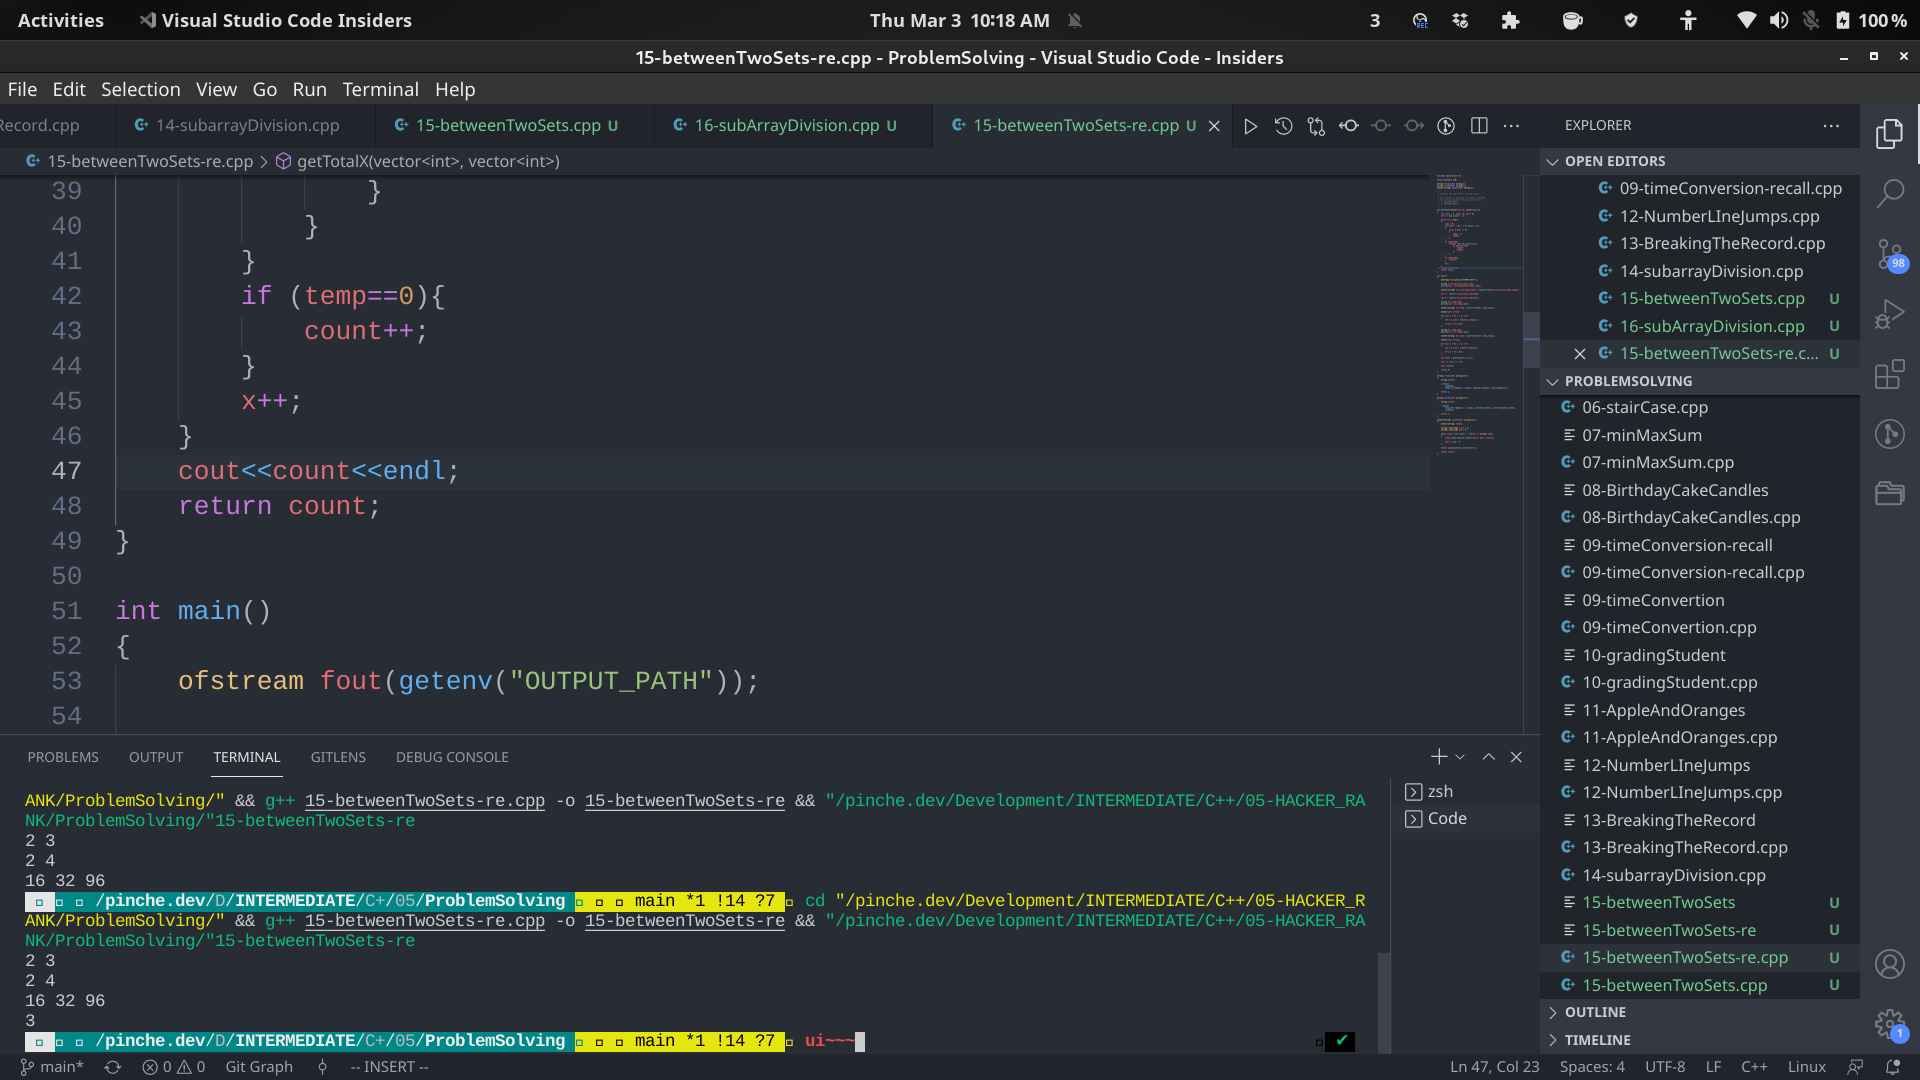 Activities
Visual Studio Code Insiders
Thu Mar 3 10:18 AM
3
REC
100 %
15-betweenTwoSets-re.cpp - ProblemSolving - Visual Studio Code - Insiders
File Edit Selection View Go Run Terminal Help
Record.cpp
14-subarrayDivision.cpp
15-betweenTwoSets.cpp U
16-subArrayDivision.cpp U
15-betweenTwoSets-re.cpp U
15-betweenTwoSets-re.cpp > getTotalX(vector<int>, vector<int>)
39 }
40 }
41 }
42 if (temp==0){
43 count++;
44 }
45 x++;
46 }
47 cout<<count<<endl;
48 return count;
49 }
50
51 int main()
52 {
53 ofstream fout(getenv("OUTPUT_PATH"));
54
PROBLEMS OUTPUT TERMINAL GITLENS DEBUG CONSOLE
ANK/ProblemSolving/" && g++ 15-betweenTwoSets-re.cpp -o 15-betweenTwoSets-re && "/pinche.dev/Development/INTERMEDIATE/C++/05-HACKER_RA
NK/ProblemSolving/"15-betweenTwoSets-re
2 3
2 4
16 32 96
/pinche.dev/D/INTERMEDIATE/C+/05/ProblemSolving main *1 !14 ?7 cd "/pinche.dev/Development/INTERMEDIATE/C++/05-HACKER_R
ANK/ProblemSolving/" && g++ 15-betweenTwoSets-re.cpp -o 15-betweenTwoSets-re && "/pinche.dev/Development/INTERMEDIATE/C++/05-HACKER_RA
NK/ProblemSolving/"15-betweenTwoSets-re
2 3
2 4
16 32 96
3
/pinche.dev/D/INTERMEDIATE/C+/05/ProblemSolving main *1 !14 ?7 ui~~~
zsh
Code
EXPLORER
OPEN EDITORS
09-timeConversion-recall.cpp
12-NumberLIneJumps.cpp
13-BreakingTheRecord.cpp
14-subarrayDivision.cpp
15-betweenTwoSets.cpp U
16-subArrayDivision.cpp U
15-betweenTwoSets-re.c... U
PROBLEMSOLVING
06-stairCase.cpp
07-minMaxSum
07-minMaxSum.cpp
08-BirthdayCakeCandles
08-BirthdayCakeCandles.cpp
09-timeConversion-recall
09-timeConversion-recall.cpp
09-timeConvertion
09-timeConvertion.cpp
10-gradingStudent
10-gradingStudent.cpp
11-AppleAndOranges
11-AppleAndOranges.cpp
12-NumberLIneJumps
12-NumberLIneJumps.cpp
13-BreakingTheRecord
13-BreakingTheRecord.cpp
14-subarrayDivision.cpp
15-betweenTwoSets U
15-betweenTwoSets-re U
15-betweenTwoSets-re.cpp U
15-betweenTwoSets.cpp U
OUTLINE
TIMELINE
98
1
main* 0 0 Git Graph -- INSERT --
Ln 47, Col 23 Spaces: 4 UTF-8 LF C++ Linux